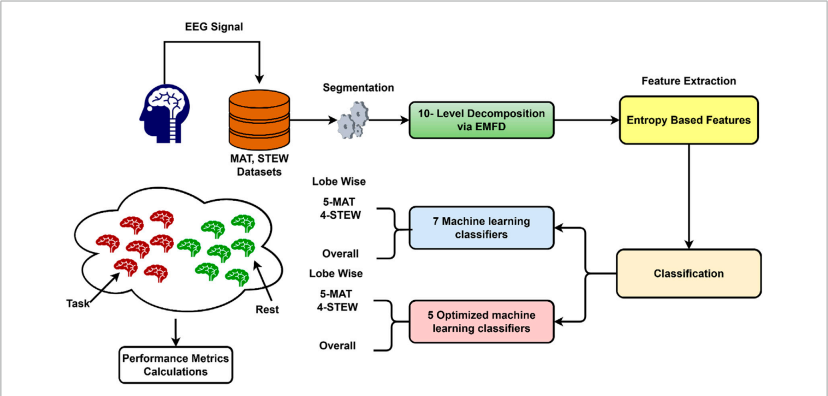 EEG Signal
MAT, STEW
Datasets
Segmentation
10- Level Decomposition
via EMFD
Feature Extraction
Entropy Based Features
Classification
7 Machine learning
classifiers
5 Optimized machine
learning classifiers
Lobe Wise
5-MAT
4-STEW
Overall
Lobe Wise
5-MAT
4-STEW
Overall
Task
Rest
Performance Metrics
Calculations